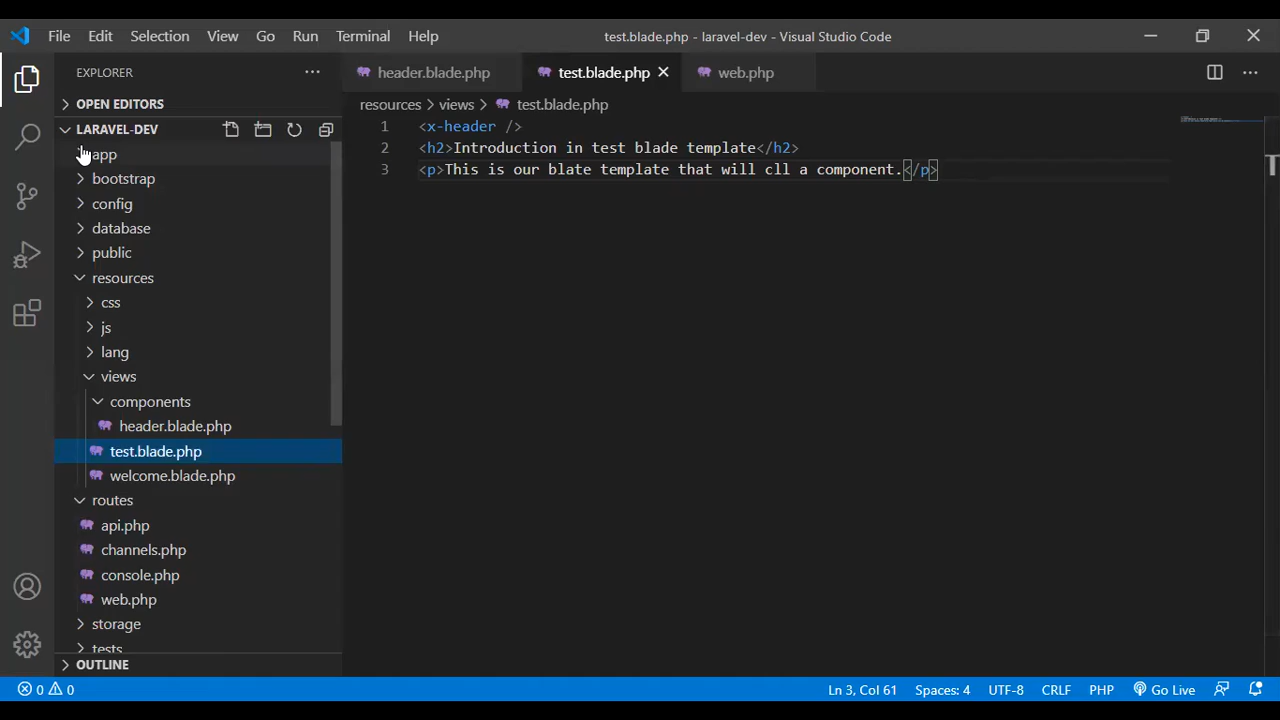 File Edit Selection View Go Run Terminal Help test.blade.php - laravel-dev - Visual Studio Code
EXPLORER
header.blade.php test.blade.php web.php
OPEN EDITORS
LARAVEL-DEV
app
bootstrap
config
database
public
resources
css
js
lang
views
components
header.blade.php
test.blade.php
welcome.blade.php
routes
api.php
channels.php
console.php
web.php
storage
tests
OUTLINE
resources > views > test.blade.php
1 <x-header />
2 <h2>Introduction in test blade template</h2>
3 <p>This is our blate template that will cll a component.</p>
0 0 Ln 3, Col 61 Spaces: 4 UTF-8 CRLF PHP Go Live